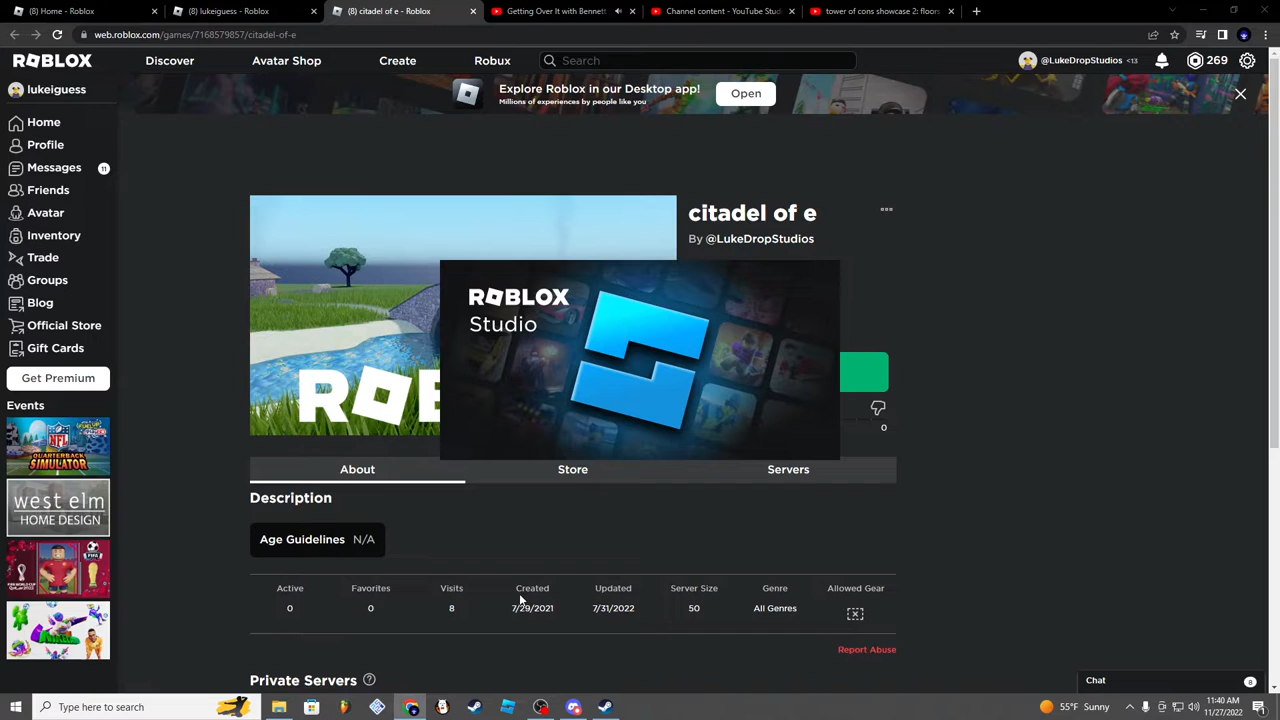 (8) Home - Roblox
(8) lukeiguess - Roblox
(8) citadel of e - Roblox
Getting Over It with Bennett
Channel content - YouTube Stud
tower of cons showcase 2: floors
web.roblox.com/games/7168579857/citadel-of-e
ROBLOX
Discover
Avatar Shop
Create
Robux
Search
@LukeDropStudios <13
269
lukeiguess
Explore Roblox in our Desktop app!
Millions of experiences by people like you
Open
Home
Profile
Messages
11
Friends
Avatar
Inventory
Trade
Groups
Blog
Official Store
Gift Cards
Get Premium
Events
NFL
QUARTERBACK
SIMULATOR
west elm
HOME DESIGN
citadel of e
By @LukeDropStudios
ROBLOX
Studio
0
About
Store
Servers
Description
Age Guidelines N/A
Active
Favorites
Visits
Created
Updated
Server Size
Genre
Allowed Gear
0
0
8
7/29/2021
7/31/2022
50
All Genres
Report Abuse
Private Servers
Chat
8
Type here to search
55°F Sunny
11:40 AM
11/27/2022